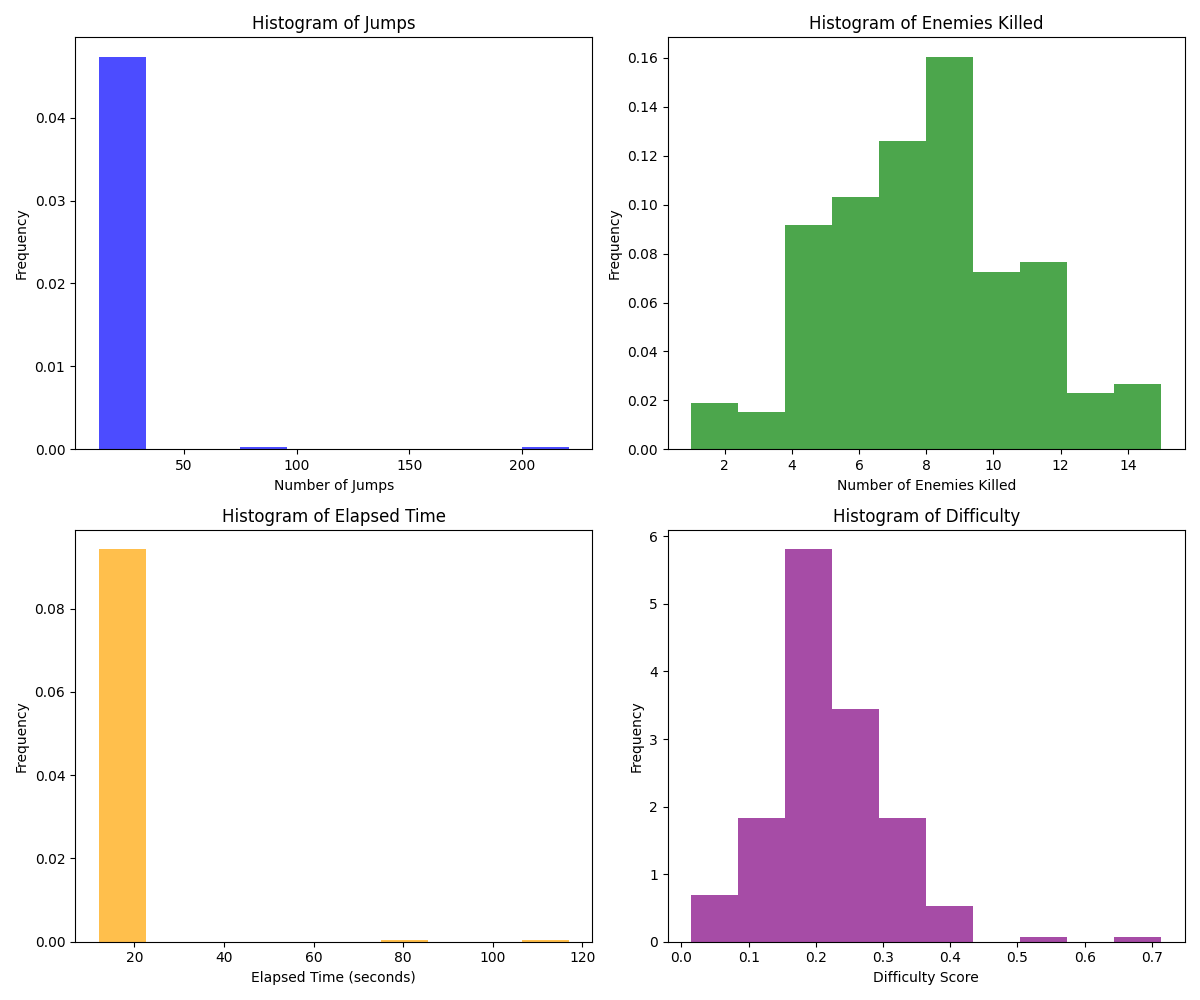 Histogram of Jumps
Frequency
0.04
0.03
0.02
0.01
0.00
50 100 150 200
Number of Jumps
Histogram of Enemies Killed
Frequency
0.16
0.14
0.12
0.10
0.08
0.06
0.04
0.02
0.00
2 4 6 8 10 12 14
Number of Enemies Killed
Histogram of Elapsed Time
Frequency
0.08
0.06
0.04
0.02
0.00
20 40 60 80 100 120
Elapsed Time (seconds)
Histogram of Difficulty
Frequency
6
5
4
3
2
1
0
0.0 0.1 0.2 0.3 0.4 0.5 0.6 0.7
Difficulty Score